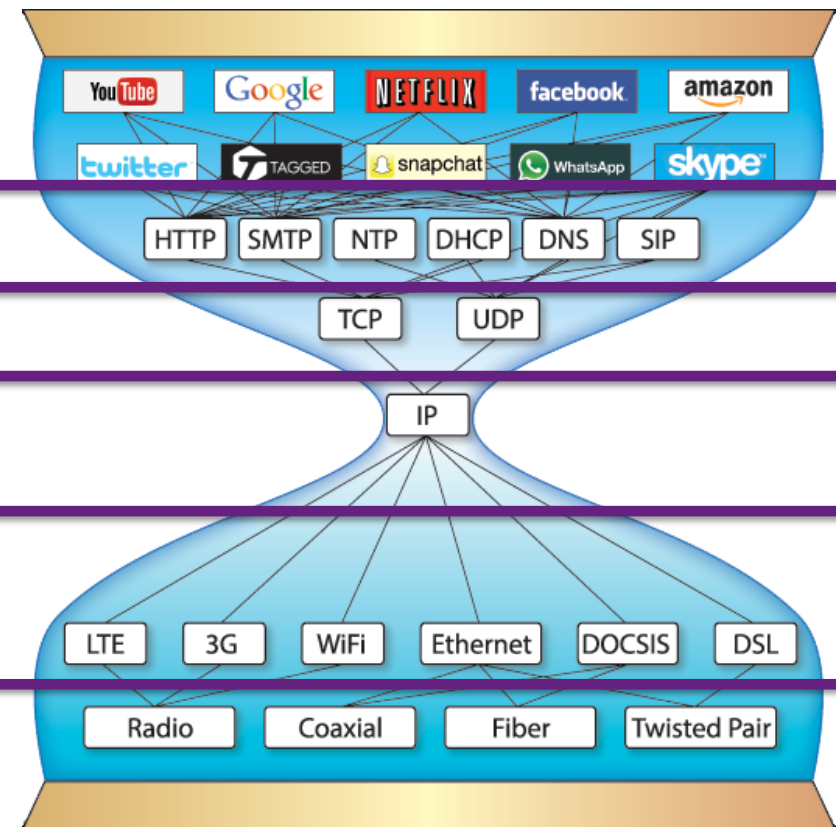 YouTube Google NETFLIX facebook amazon
twitter TAGGED snapchat WhatsApp skype
HTTP SMTP NTP DHCP DNS SIP
TCP UDP
IP
LTE 3G WiFi Ethernet DOCSIS DSL
Radio Coaxial Fiber Twisted Pair